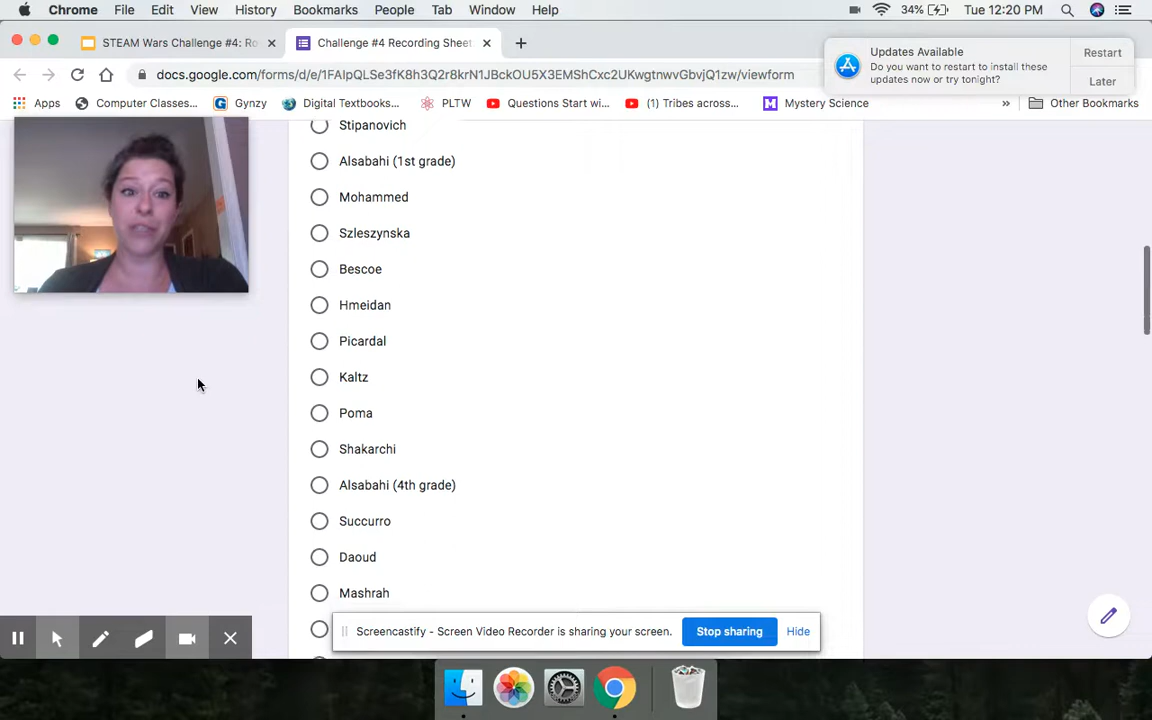 Chrome File Edit View History Bookmarks People Tab Window Help 34% Tue 12:20 PM
STEAM Wars Challenge #4: Ro
Challenge #4 Recording Sheet
docs.google.com/forms/d/e/1FAIpQLSe3fK8h3Q2r8krN1JBckOU5X3EMShCxc2UKwgtnwvGbvjQ1zw/viewform
Updates Available
Do you want to restart to install these
updates now or try tonight?
Restart
Later
Apps Computer Classes... Gynzy Digital Textbooks... PLTW Questions Start wi... (1) Tribes across... Mystery Science » Other Bookmarks
Stipanovich
Alsabahi (1st grade)
Mohammed
Szleszynska
Bescoe
Hmeidan
Picardal
Kaltz
Poma
Shakarchi
Alsabahi (4th grade)
Succurro
Daoud
Mashrah
Screencastify - Screen Video Recorder is sharing your screen. Stop sharing Hide